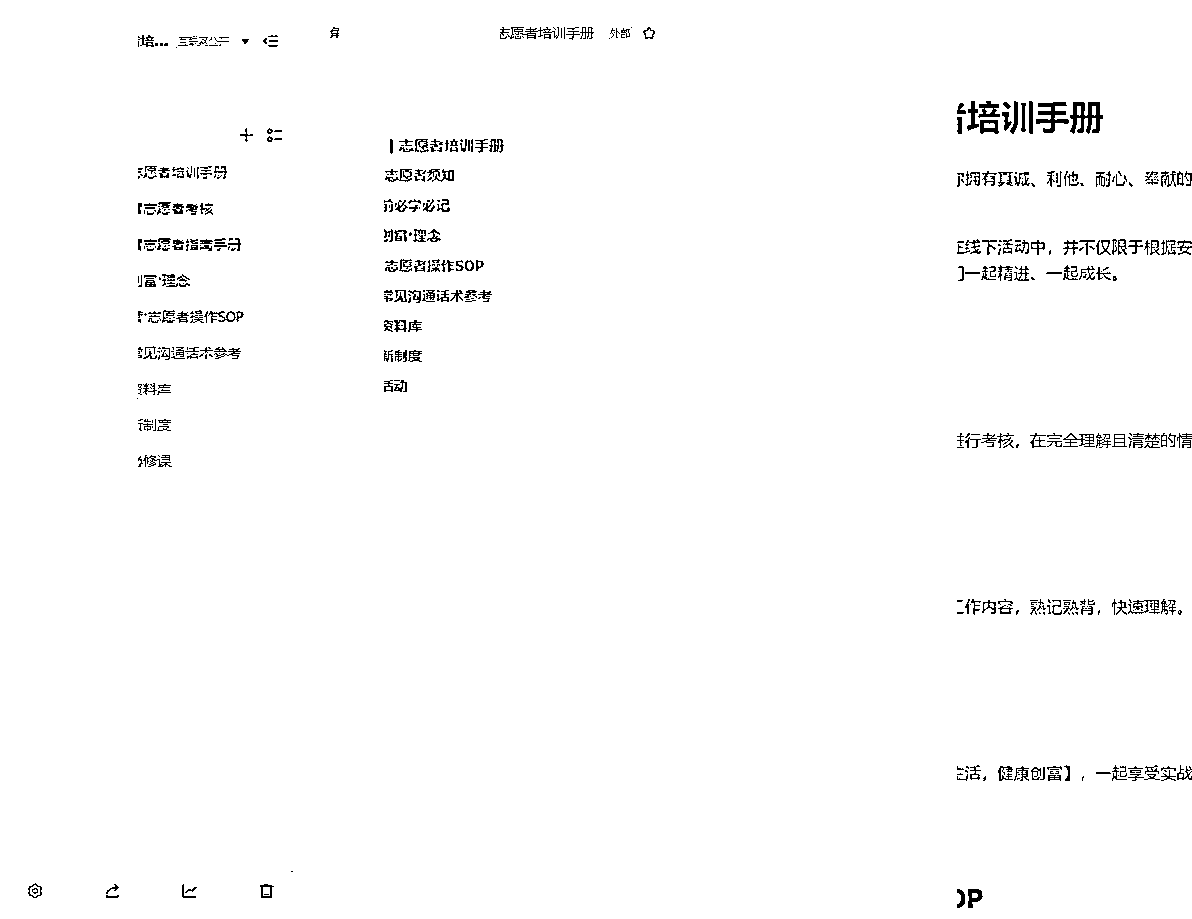 培... 互联网公开
志愿者培训手册 外部
志愿者培训手册
志愿者考核
志愿者指南手册
创富·理念
志愿者操作SOP
常见沟通话术参考
资料库
制度
修课
志愿者培训手册
志愿者须知
前必学必记
创富·理念
志愿者操作SOP
常见沟通话术参考
资料库
新制度
活动
者培训手册
你拥有真诚、利他、耐心、奉献的
在线下活动中，并不仅限于根据安
们一起精进、一起成长。
进行考核，在完全理解且清楚的情
工作内容，熟记熟背，快速理解。
生活，健康创富】，一起享受实战
OP